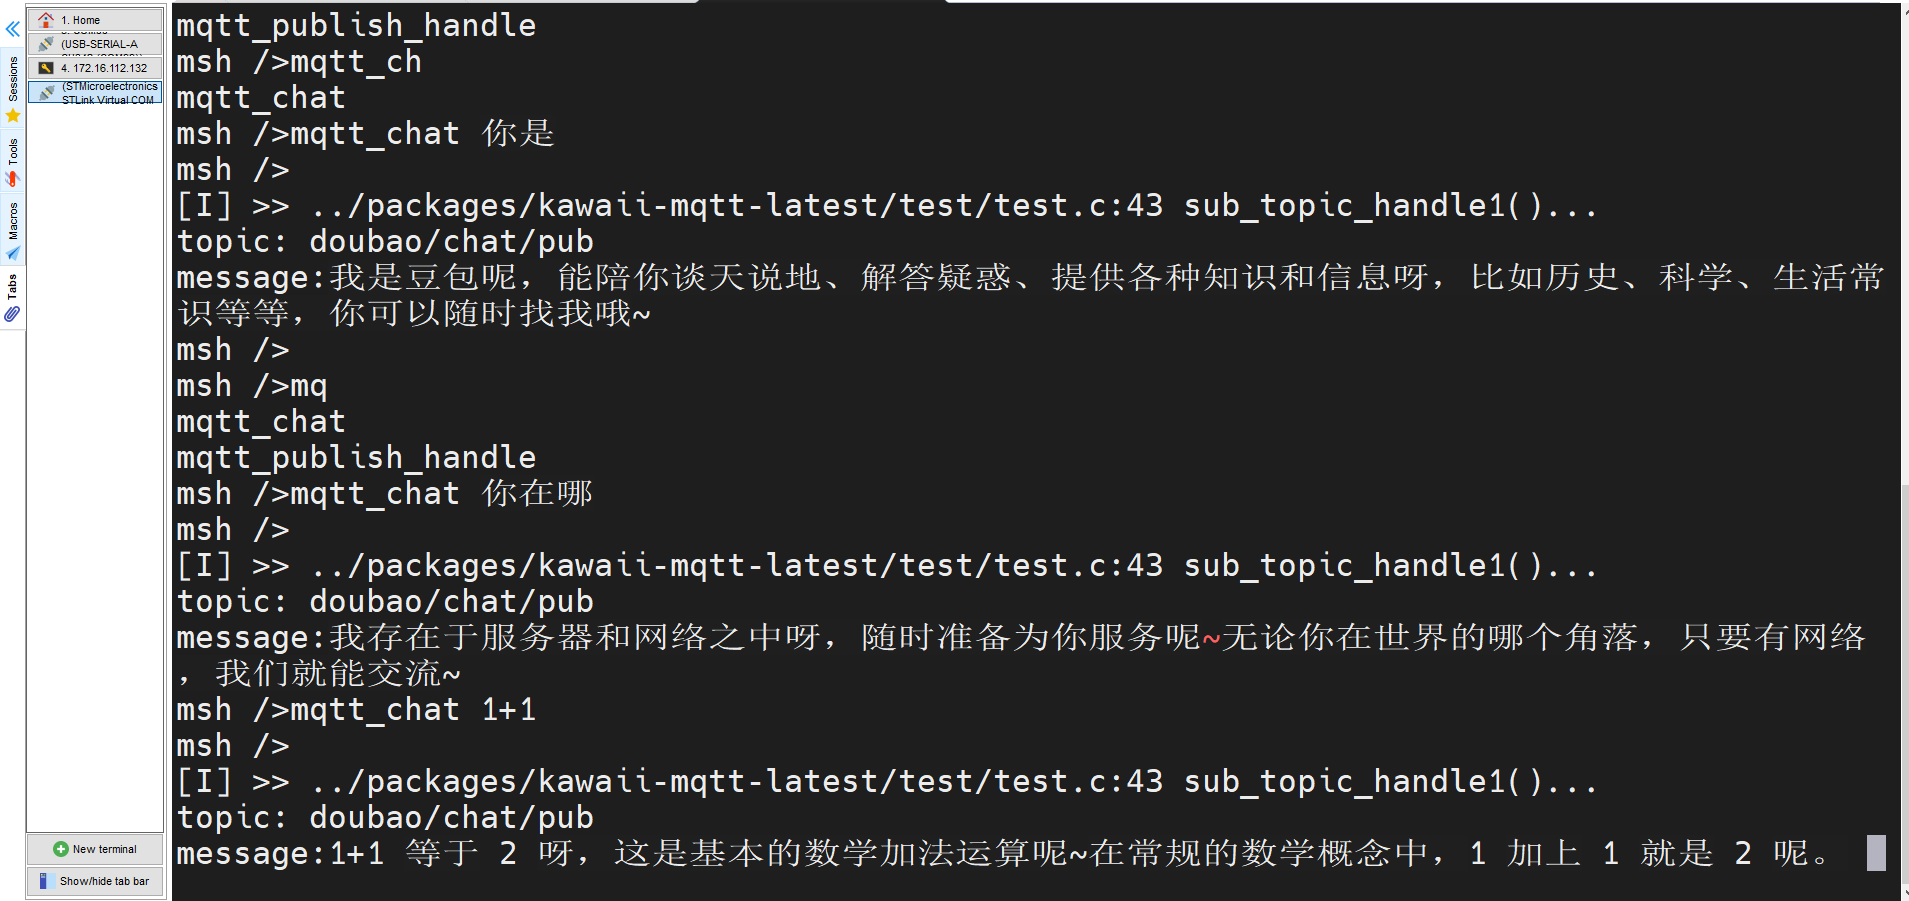 1. Home
(USB-SERIAL-A
4. 172.16.112.132
(STMicroelectronics
STLink Virtual COM
Sessions
Tools
Macros
Tabs
New terminal
Show/hide tab bar
mqtt_publish_handle
msh />mqtt_ch
mqtt_chat
msh />mqtt_chat 你是
msh />
[I] >> ../packages/kawaii-mqtt-latest/test/test.c:43 sub_topic_handle1()...
topic: doubao/chat/pub
message:我是豆包呢，能陪你谈天说地、解答疑惑、提供各种知识和信息呀，比如历史、科学、生活常
识等等，你可以随时找我哦~
msh />
msh />mq
mqtt_chat
mqtt_publish_handle
msh />mqtt_chat 你在哪
msh />
[I] >> ../packages/kawaii-mqtt-latest/test/test.c:43 sub_topic_handle1()...
topic: doubao/chat/pub
message:我存在于服务器和网络之中呀，随时准备为你服务呢~无论你在世界的哪个角落，只要有网络
，我们就能交流~
msh />mqtt_chat 1+1
msh />
[I] >> ../packages/kawaii-mqtt-latest/test/test.c:43 sub_topic_handle1()...
topic: doubao/chat/pub
message:1+1 等于 2 呀，这是基本的数学加法运算呢~在常规的数学概念中，1 加上 1 就是 2 呢。